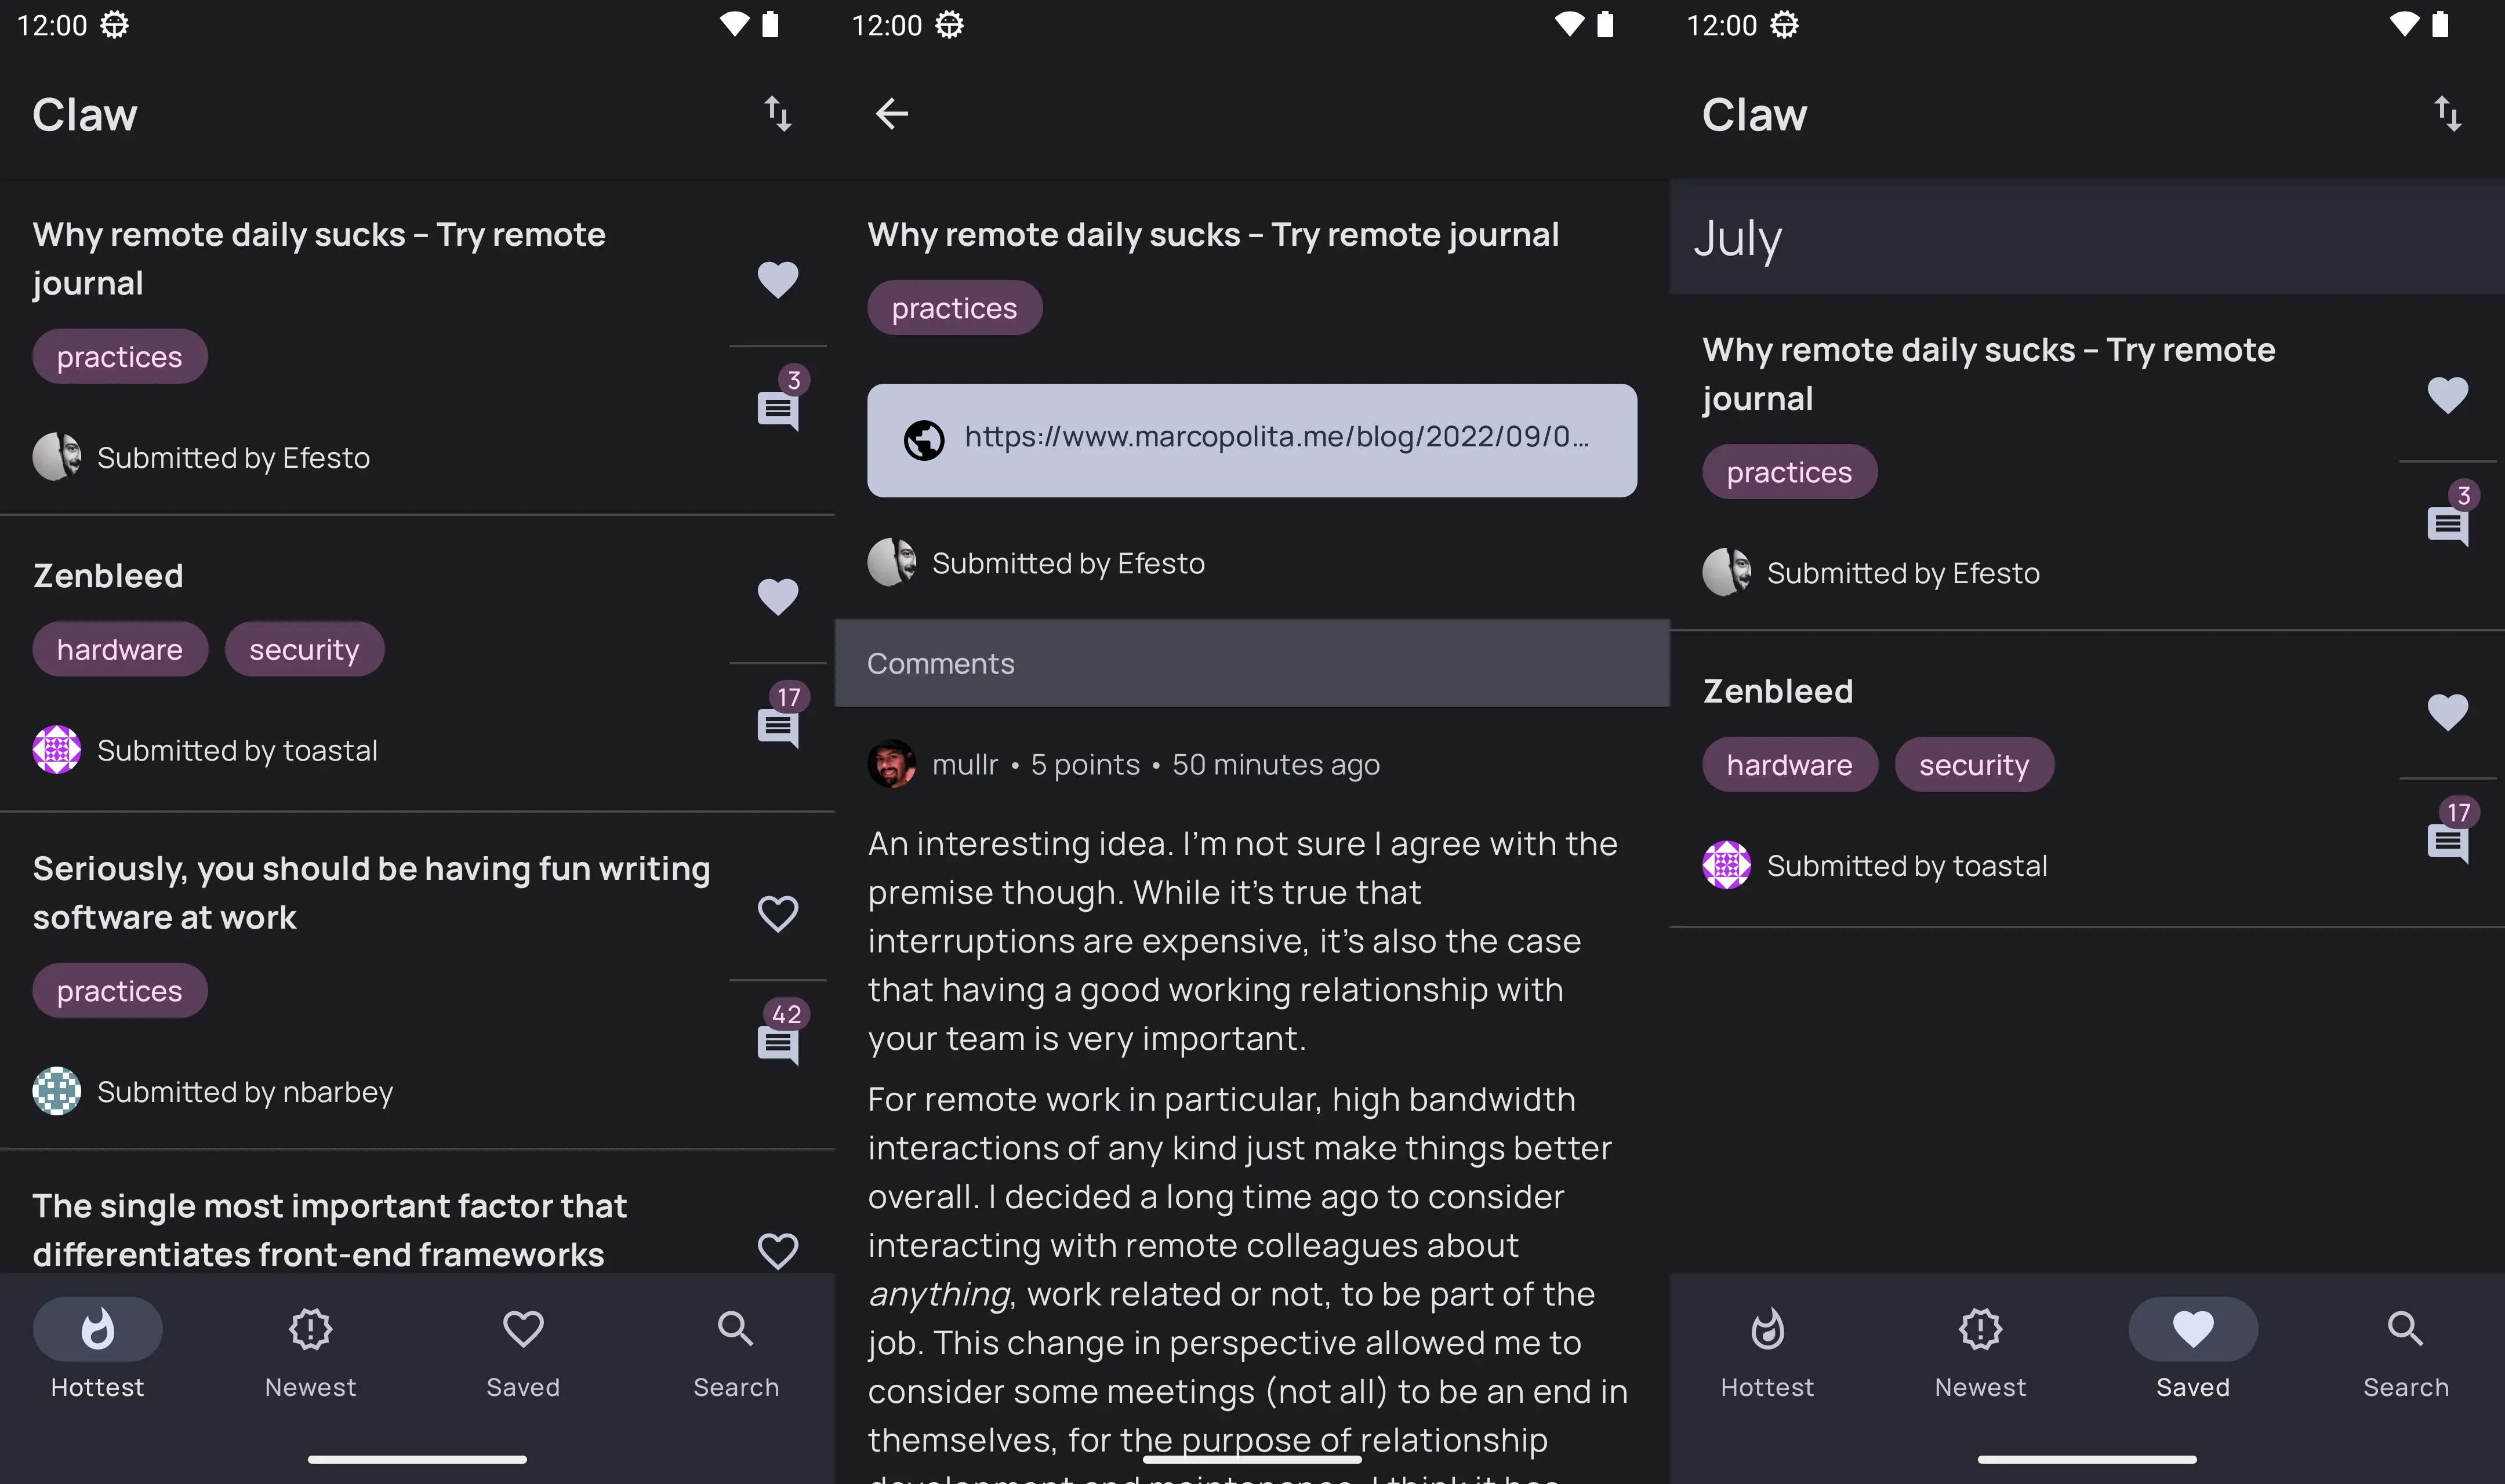 12:00
Claw
Why remote daily sucks – Try remote
journal
practices
3
Submitted by Efesto
Zenbleed
hardware security
17
Submitted by toastal
Seriously, you should be having fun writing
software at work
practices
42
Submitted by nbarbey
The single most important factor that
differentiates front-end frameworks
Hottest Newest Saved Search
12:00
Why remote daily sucks – Try remote journal
practices
https://www.marcopolita.me/blog/2022/09/0...
Submitted by Efesto
Comments
mullr • 5 points • 50 minutes ago
An interesting idea. I'm not sure I agree with the
premise though. While it's true that
interruptions are expensive, it's also the case
that having a good working relationship with
your team is very important.
For remote work in particular, high bandwidth
interactions of any kind just make things better
overall. I decided a long time ago to consider
interacting with remote colleagues about
anything, work related or not, to be part of the
job. This change in perspective allowed me to
consider some meetings (not all) to be an end in
themselves, for the purpose of relationship
12:00
Claw
July
Why remote daily sucks – Try remote
journal
practices
3
Submitted by Efesto
Zenbleed
hardware security
17
Submitted by toastal
Hottest Newest Saved Search